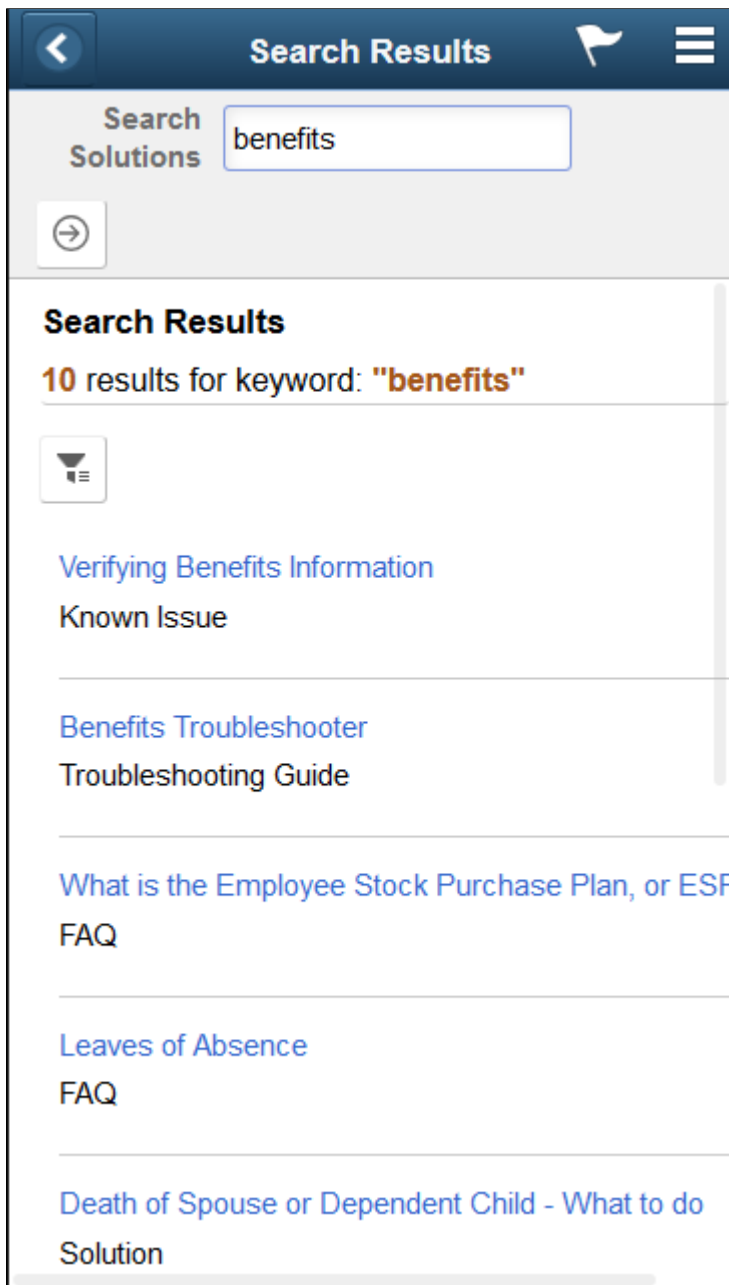 Search Results
Search
Solutions
benefits
Search Results
10 results for keyword: "benefits"
Verifying Benefits Information
Known Issue
Benefits Troubleshooter
Troubleshooting Guide
What is the Employee Stock Purchase Plan, or
FAQ
Leaves of Absence
FAQ
Death of Spouse or Dependent Child - What to do
Solution